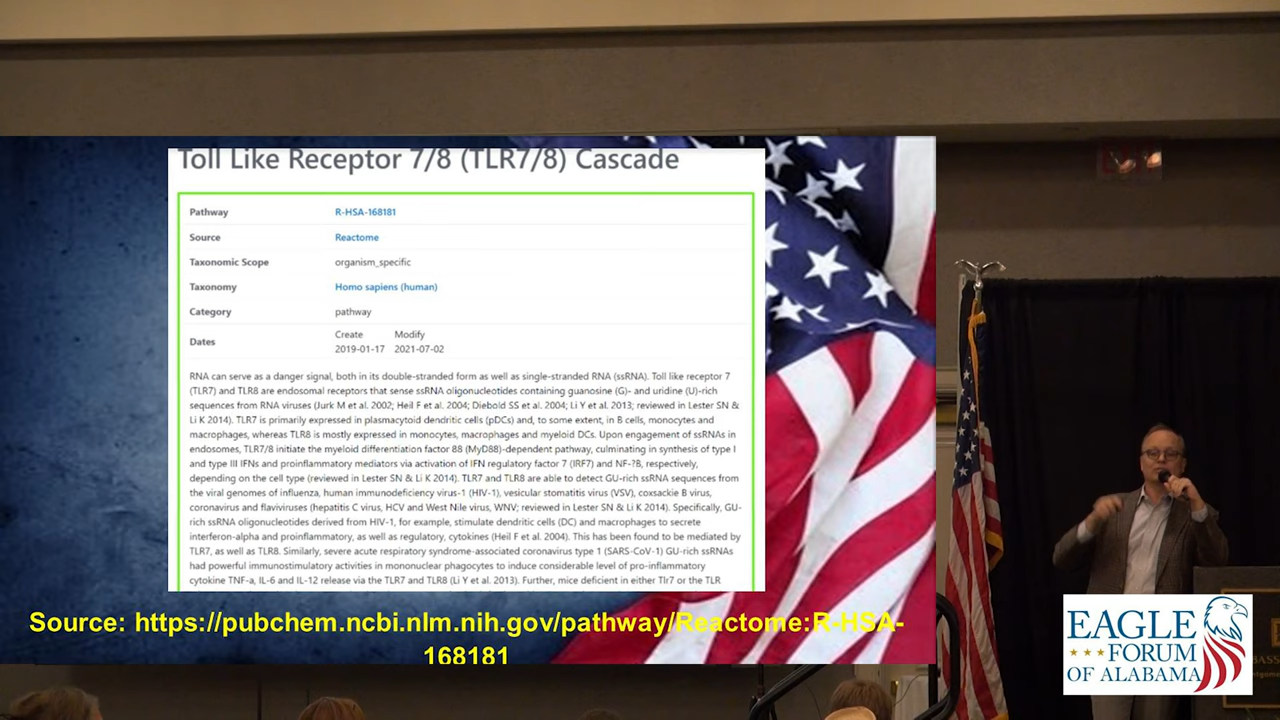 Toll Like Receptor 7/8 (TLR7/8) Cascade
Pathway R-HSA-168181
Source Reactome
Taxonomic Scope organism_specific
Taxonomy Homo sapiens (human)
Category pathway
Dates Create Modify
2019-01-17 2021-07-02
RNA can serve as a danger signal, both in its double-stranded form as well as single-stranded RNA (ssRNA). Toll like receptor 7
(TLR7) and TLR8 are endosomal receptors that sense ssRNA oligonucleotides containing guanosine (G)- and uridine (U)-rich
sequences from RNA viruses (Jurk M et al. 2002; Heil F et al. 2004; Diebold SS et al. 2004; Li Y et al. 2013; reviewed in Lester SN &
Li K 2014). TLR7 is primarily expressed in plasmacytoid dendritic cells (pDCs) and, to some extent, in B cells, monocytes and
macrophages, whereas TLR8 is mostly expressed in monocytes, macrophages and myeloid DCs. Upon engagement of ssRNAs in
endosomes, TLR7/8 initiate the myeloid differentiation factor 88 (MyD88)-dependent pathway, culminating in synthesis of type I
and type III IFNs and proinflammatory mediators via activation of IFN regulatory factor 7 (IRF7) and NF-?B, respectively,
depending on the cell type (reviewed in Lester SN & Li K 2014). TLR7 and TLR8 are able to detect GU-rich ssRNA sequences from
the viral genomes of influenza, human immunodeficiency virus-1 (HIV-1), vesicular stomatitis virus (VSV), coxsackie B virus,
coronavirus and flaviviruses (hepatitis C virus, HCV and West Nile virus, WNV; reviewed in Lester SN & Li K 2014). Specifically, GU-
rich ssRNA oligonucleotides derived from HIV-1, for example, stimulate dendritic cells (DC) and macrophages to secrete
interferon-alpha and proinflammatory, as well as regulatory, cytokines (Heil F et al. 2004). This has been found to be mediated by
TLR7, as well as TLR8. Similarly, severe acute respiratory syndrome-associated coronavirus type 1 (SARS-CoV-1) GU-rich ssRNAs
had powerful immunostimulatory activities in mononuclear phagocytes to induce considerable level of pro-inflammatory
cytokine TNF-a, IL-6 and IL-12 release via the TLR7 and TLR8 (Li Y et al. 2013). Further, mice deficient in either Tlr7 or the TLR
Source: https://pubchem.ncbi.nlm.nih.gov/pathway/Reactome:R-HSA-
168181
EAGLE
FORUM
OF ALABAMA